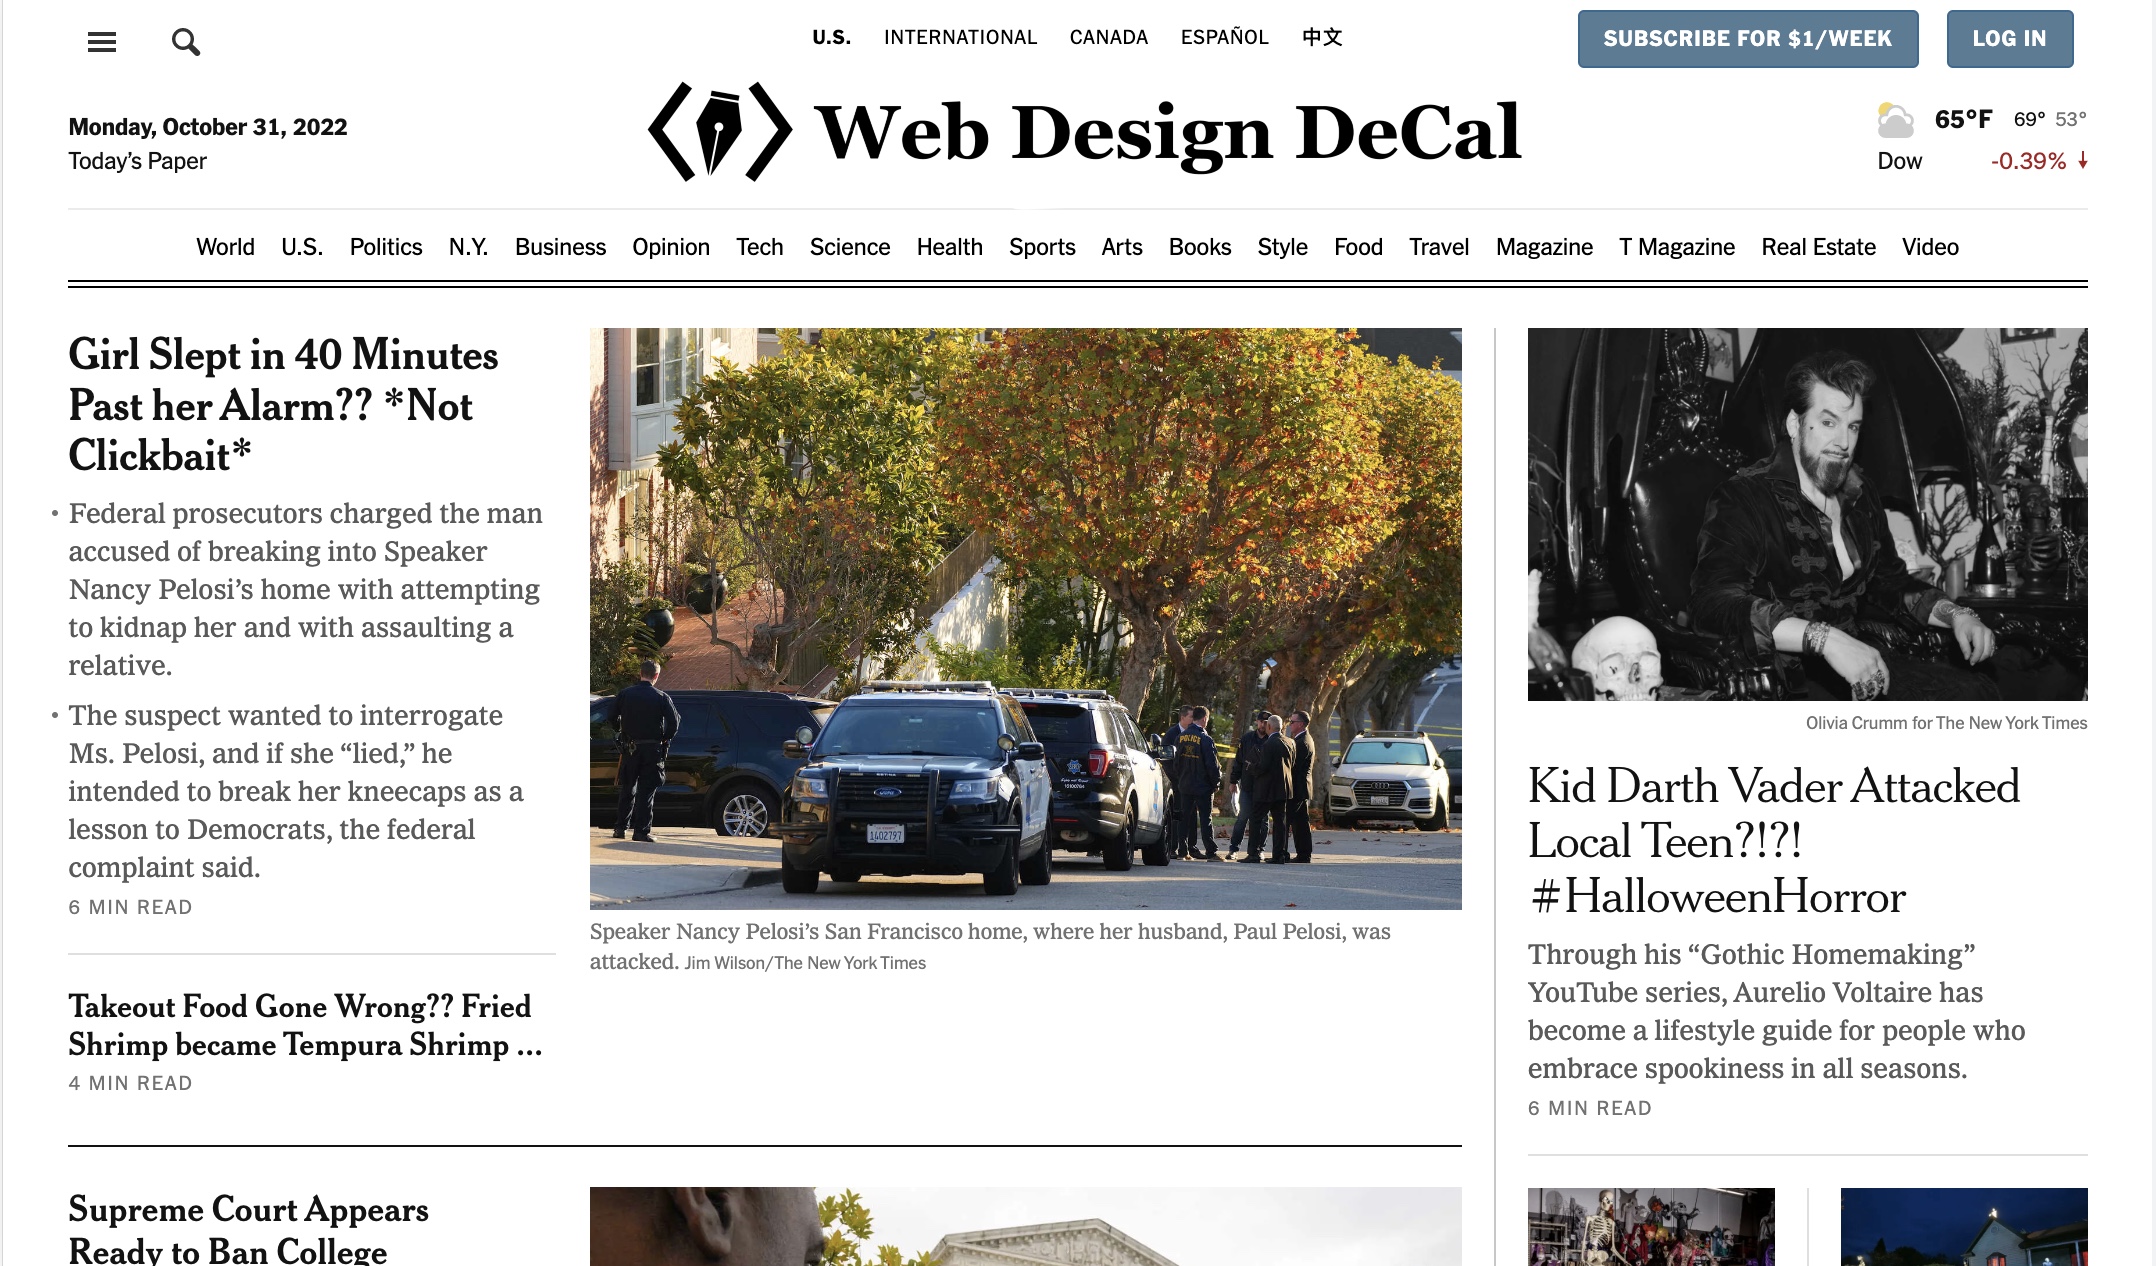 U.S. INTERNATIONAL CANADA ESPAÑOL 中文
SUBSCRIBE FOR $1/WEEK
LOG IN
Monday, October 31, 2022
Today’s Paper
Web Design DeCal
65°F 69° 53°
Dow -0.39% ↓
World U.S. Politics N.Y. Business Opinion Tech Science Health Sports Arts Books Style Food Travel Magazine T Magazine Real Estate Video
Girl Slept in 40 Minutes
Past her Alarm?? *Not
Clickbait*
• Federal prosecutors charged the man
accused of breaking into Speaker
Nancy Pelosi’s home with attempting
to kidnap her and with assaulting a
relative.
• The suspect wanted to interrogate
Ms. Pelosi, and if she “lied,” he
intended to break her kneecaps as a
lesson to Democrats, the federal
complaint said.
6 MIN READ
Takeout Food Gone Wrong?? Fried
Shrimp became Tempura Shrimp ...
4 MIN READ
POLICE
1402797
Speaker Nancy Pelosi’s San Francisco home, where her husband, Paul Pelosi, was
attacked. Jim Wilson/The New York Times
Olivia Crumm for The New York Times
Kid Darth Vader Attacked
Local Teen?!?!
#HalloweenHorror
Through his “Gothic Homemaking”
YouTube series, Aurelio Voltaire has
become a lifestyle guide for people who
embrace spookiness in all seasons.
6 MIN READ
Supreme Court Appears
Ready to Ban College